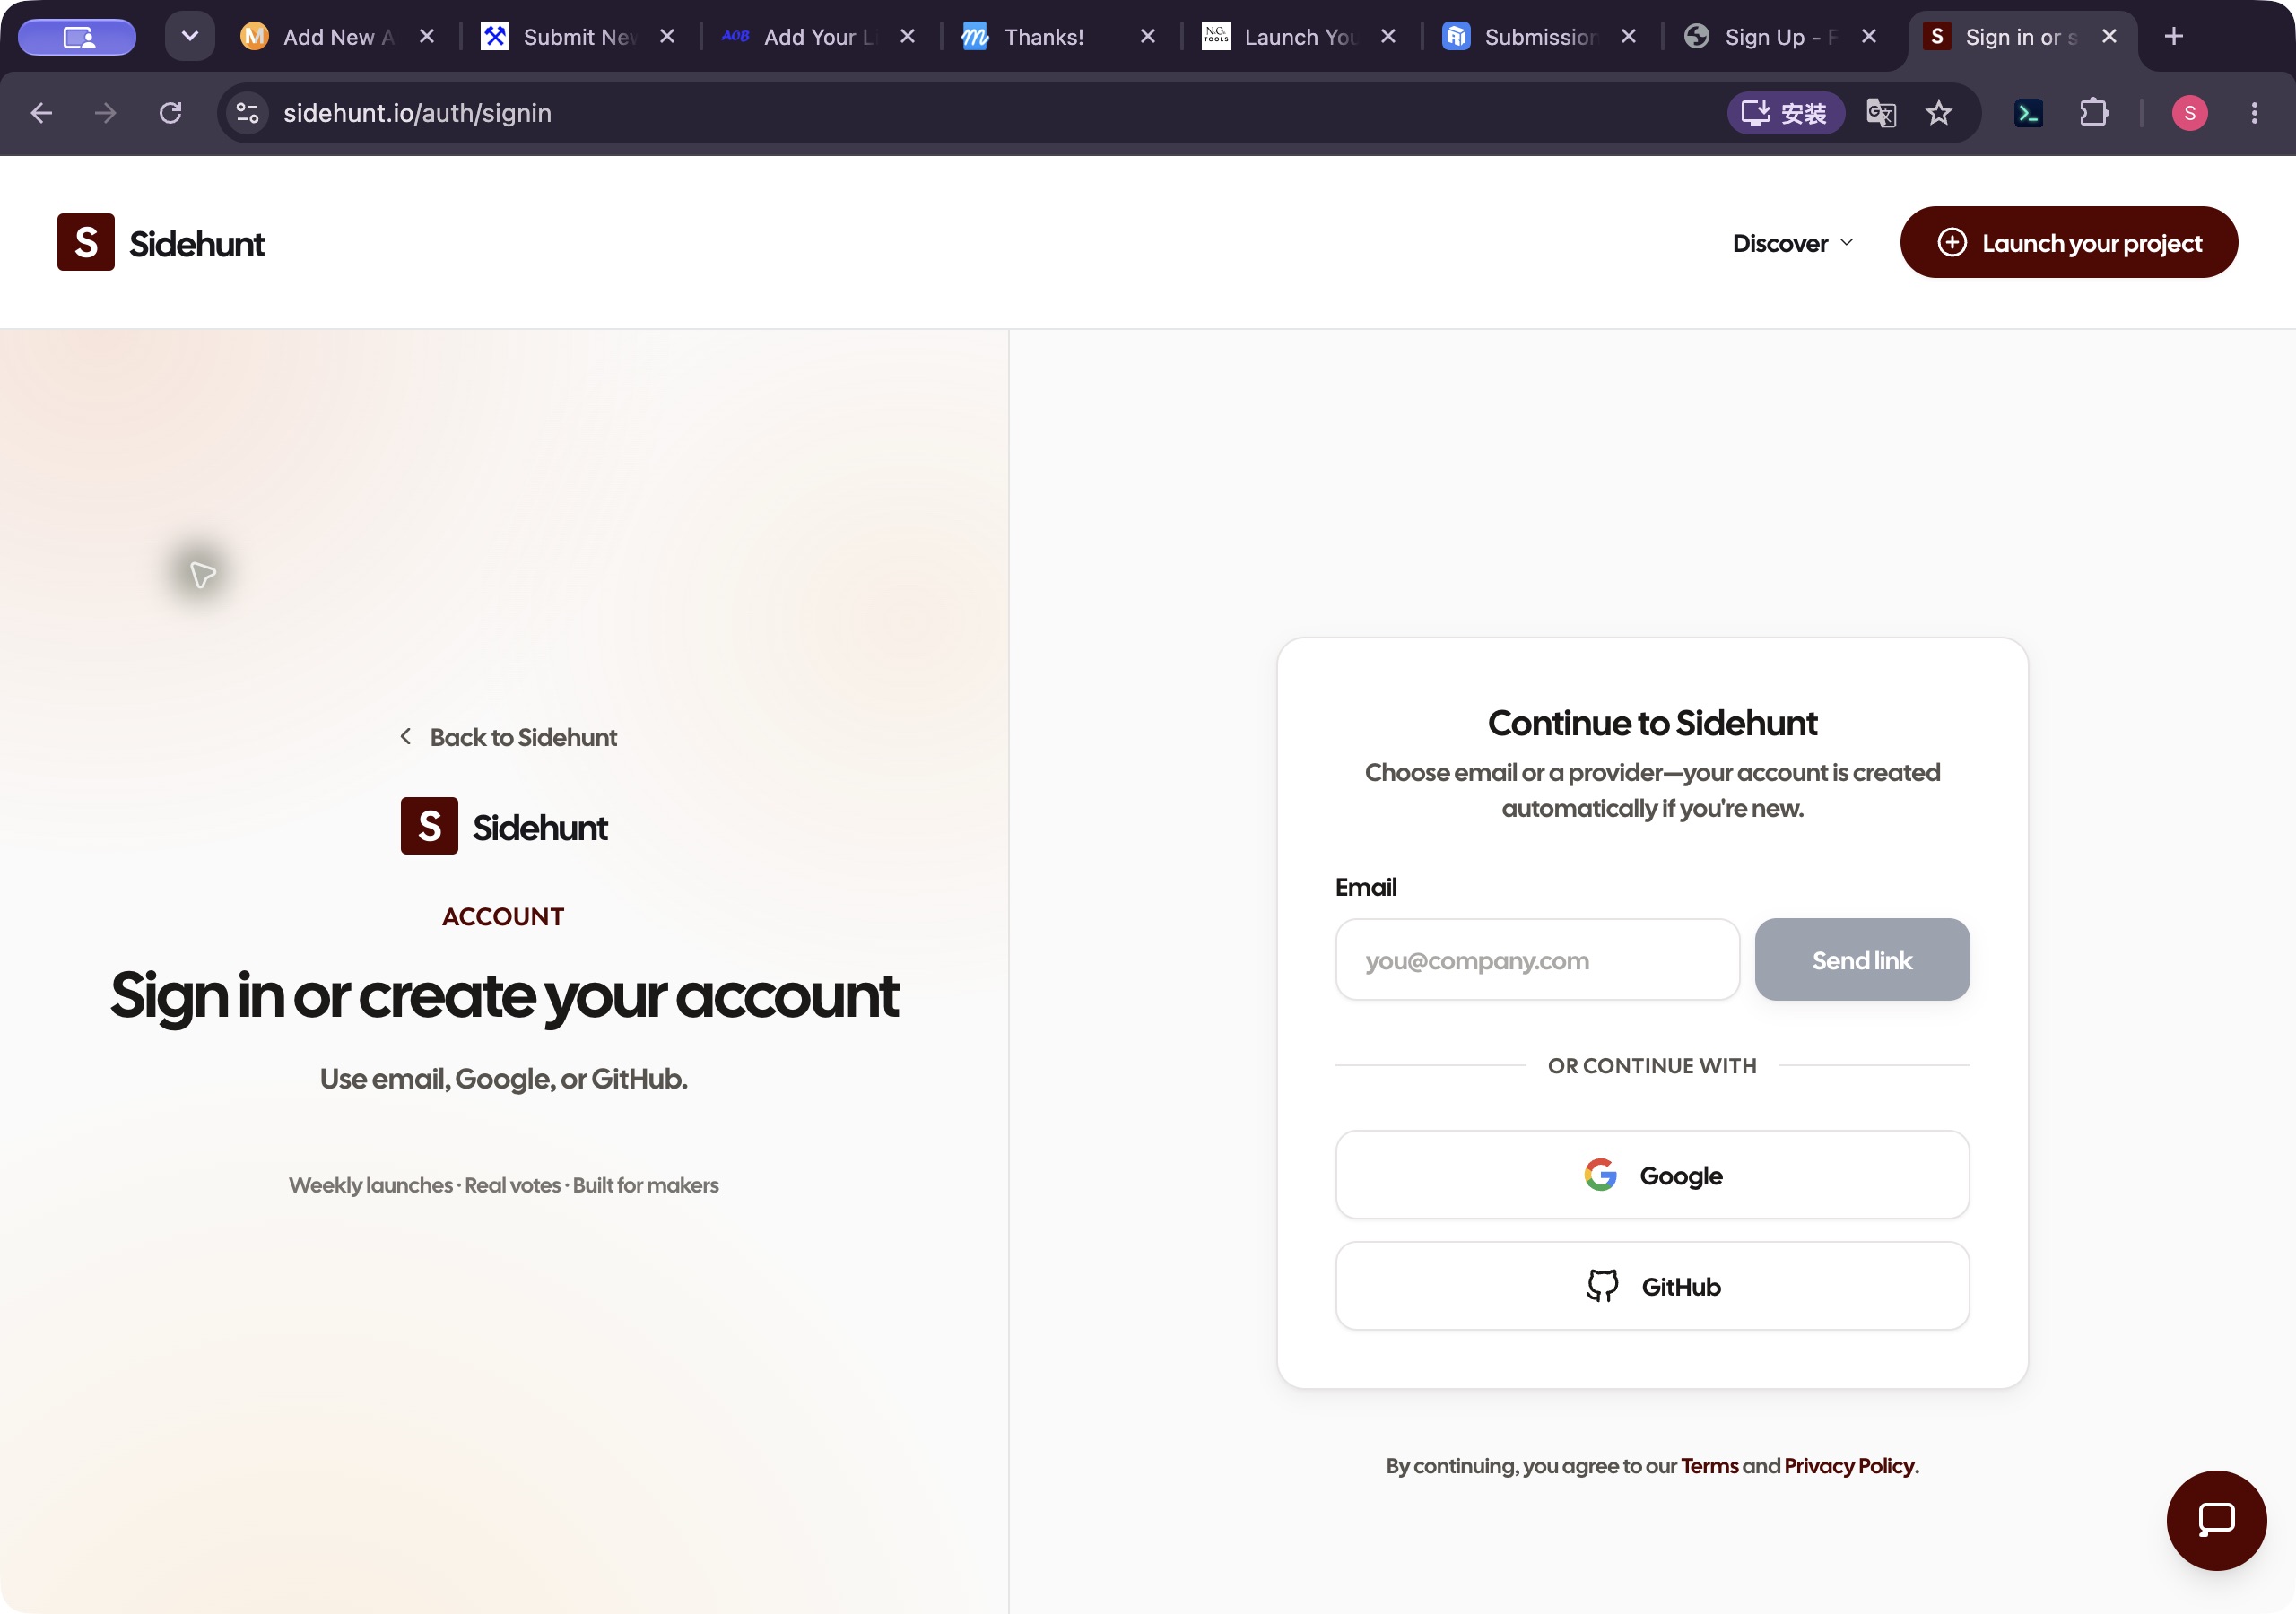 Add New A
Submit Nev
AOB
Add Your L
Thanks!
N.G.
TOOLS
Launch You
Submission
Sign Up - F
S
Sign in or s
sidehunt.io/auth/signin
安装
S
S Sidehunt
Discover
Launch your project
Back to Sidehunt
S Sidehunt
ACCOUNT
Sign in or create your account
Use email, Google, or GitHub.
Weekly launches · Real votes · Built for makers
Continue to Sidehunt
Choose email or a provider—your account is created
automatically if you're new.
Email
you@company.com
Send link
OR CONTINUE WITH
Google
GitHub
By continuing, you agree to our Terms and Privacy Policy.